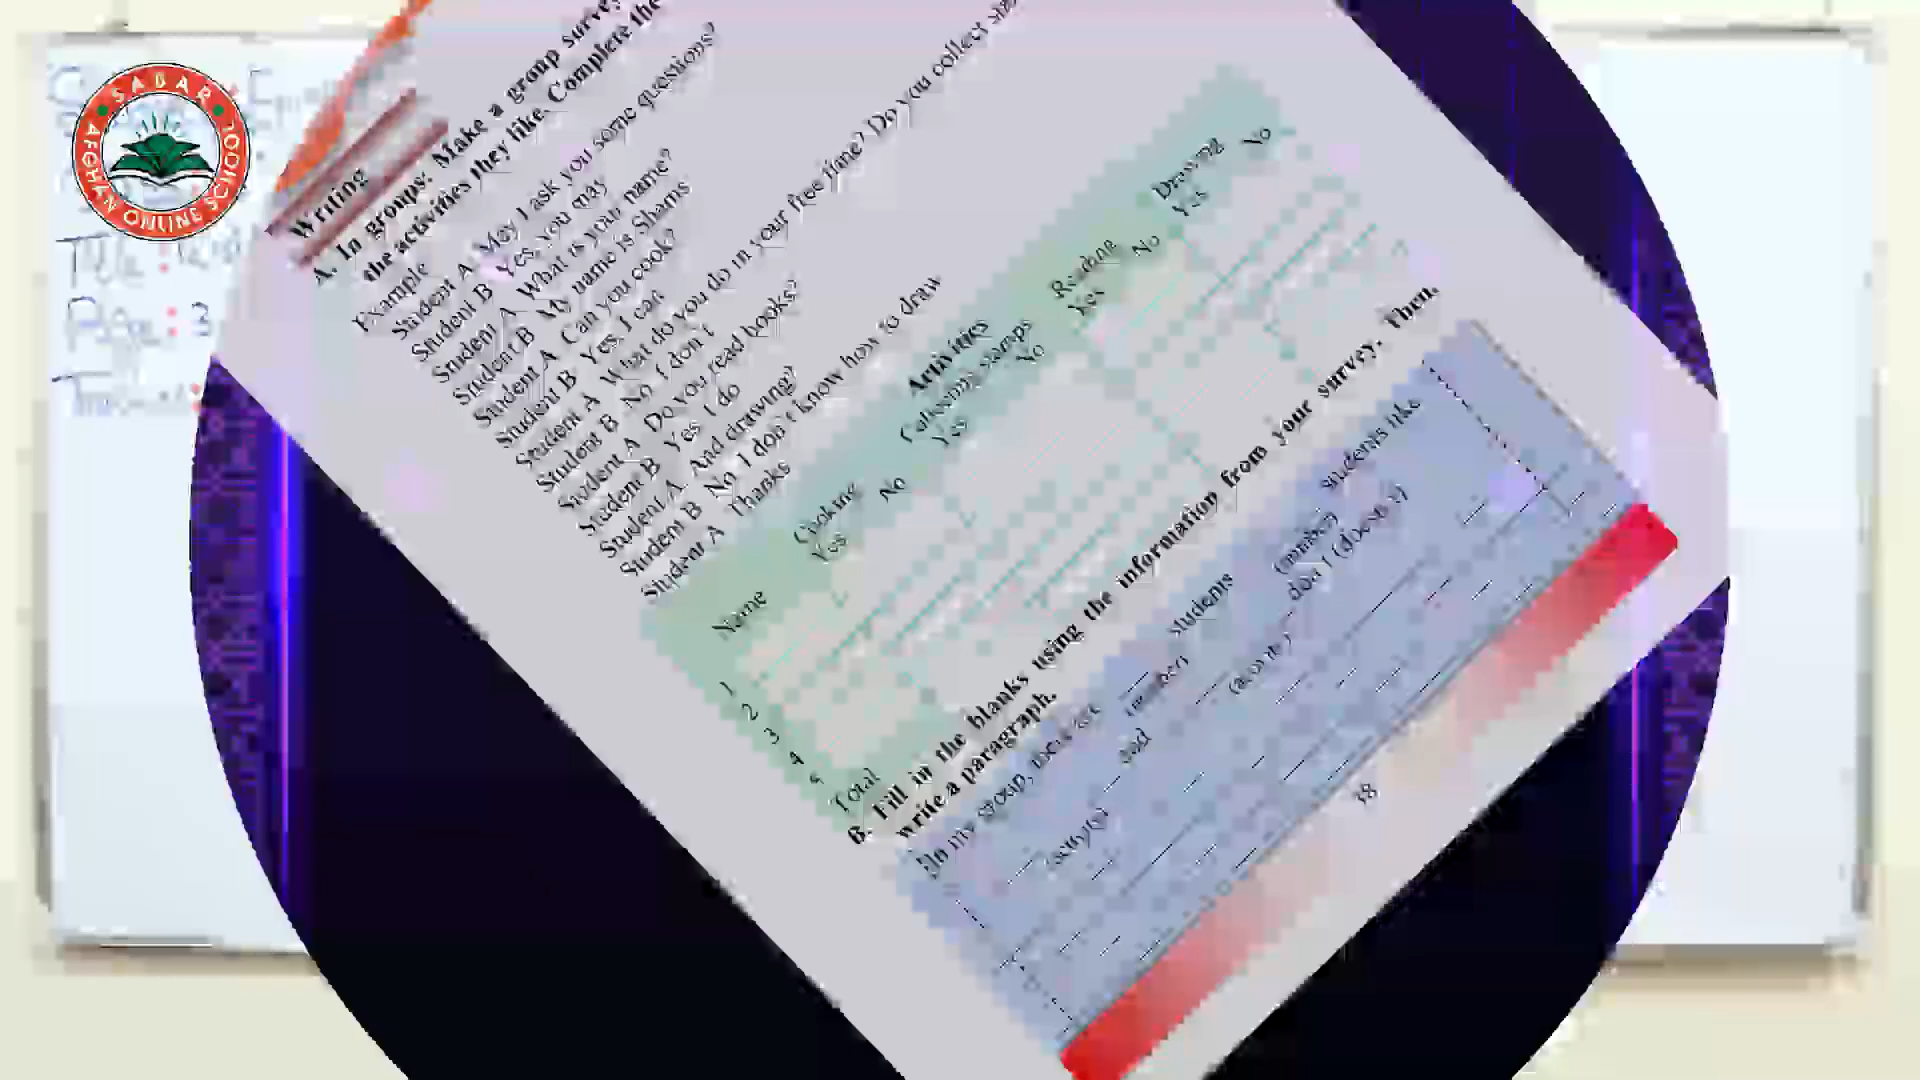 SABAR
AFGHAN ONLINE SCHOOL
Title :
Page : 3
Writing
A. In groups: Make a group survey
the activities they like. Complete the
Example
Student A May I ask you some questions?
Student B Yes, you may
Student A What is your name?
Student B My name is Shams
Student A Can you cook?
Student B Yes, I can
Student A What do you do in your free time? Do you collect
Student B No I don't
Student A Do you read books?
Student B Yes I do
Student A And drawing?
Student B No I don't know how to draw
Student A Thanks
Activities
Name Cooking Collecting stamps Reading Drawing
Yes No Yes No Yes No Yes No
1
2
3
4
5
Total
B. Fill in the blanks using the information from your survey. Then,
write a paragraph.
In my group, there are (number) students (number) students like
(activity) and (activity) don't (doesn't)
38